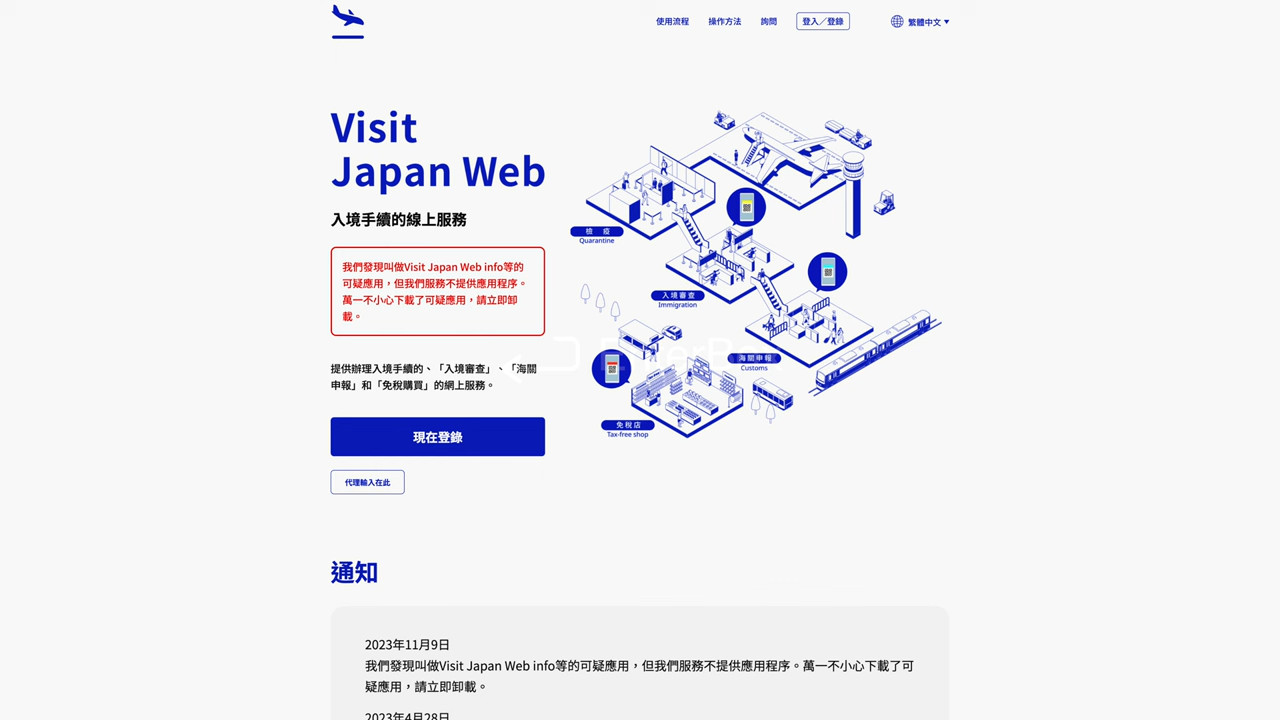 使用流程 操作方法 詢問 登入／登錄 繁體中文
Visit
Japan Web
入境手續的線上服務
我們發現叫做Visit Japan Web info等的
可疑應用，但我們服務不提供應用程序。
萬一不小心下載了可疑應用，請立即卸
載。
提供辦理入境手續的、「入境審查」、「海關
申報」和「免稅購買」的網上服務。
現在登錄
代理輸入在此
檢 疫
Quarantine
入境審查
Immigration
海關申報
Customs
免稅店
Tax-free shop
通知
2023年11月9日
我們發現叫做Visit Japan Web info等的可疑應用，但我們服務不提供應用程序。萬一不小心下載了可
疑應用，請立即卸載。
2023年4月28日